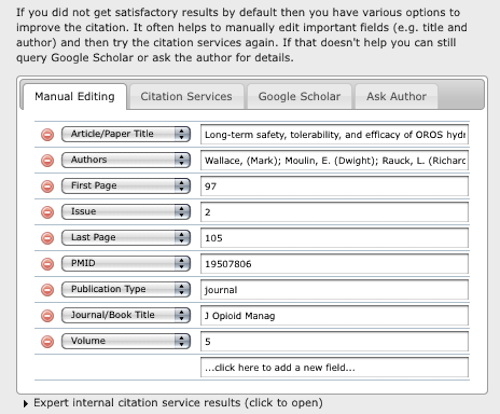 If you did not get satisfactory results by default then you have various options to
improve the citation. It often helps to manually edit important fields (e.g. title and
author) and then try the citation services again. If that doesn't help you can still
query Google Scholar or ask the author for details.
Manual Editing Citation Services Google Scholar Ask Author
Article/Paper Title Long-term safety, tolerability, and efficacy of OROS hydr
Authors Wallace, (Mark); Moulin, E. (Dwight); Rauck, L. (Richarc
First Page 97
Issue 2
Last Page 105
PMID 19507806
Publication Type journal
Journal/Book Title J Opioid Manag
Volume 5
...click here to add a new field...
Expert internal citation service results (click to open)